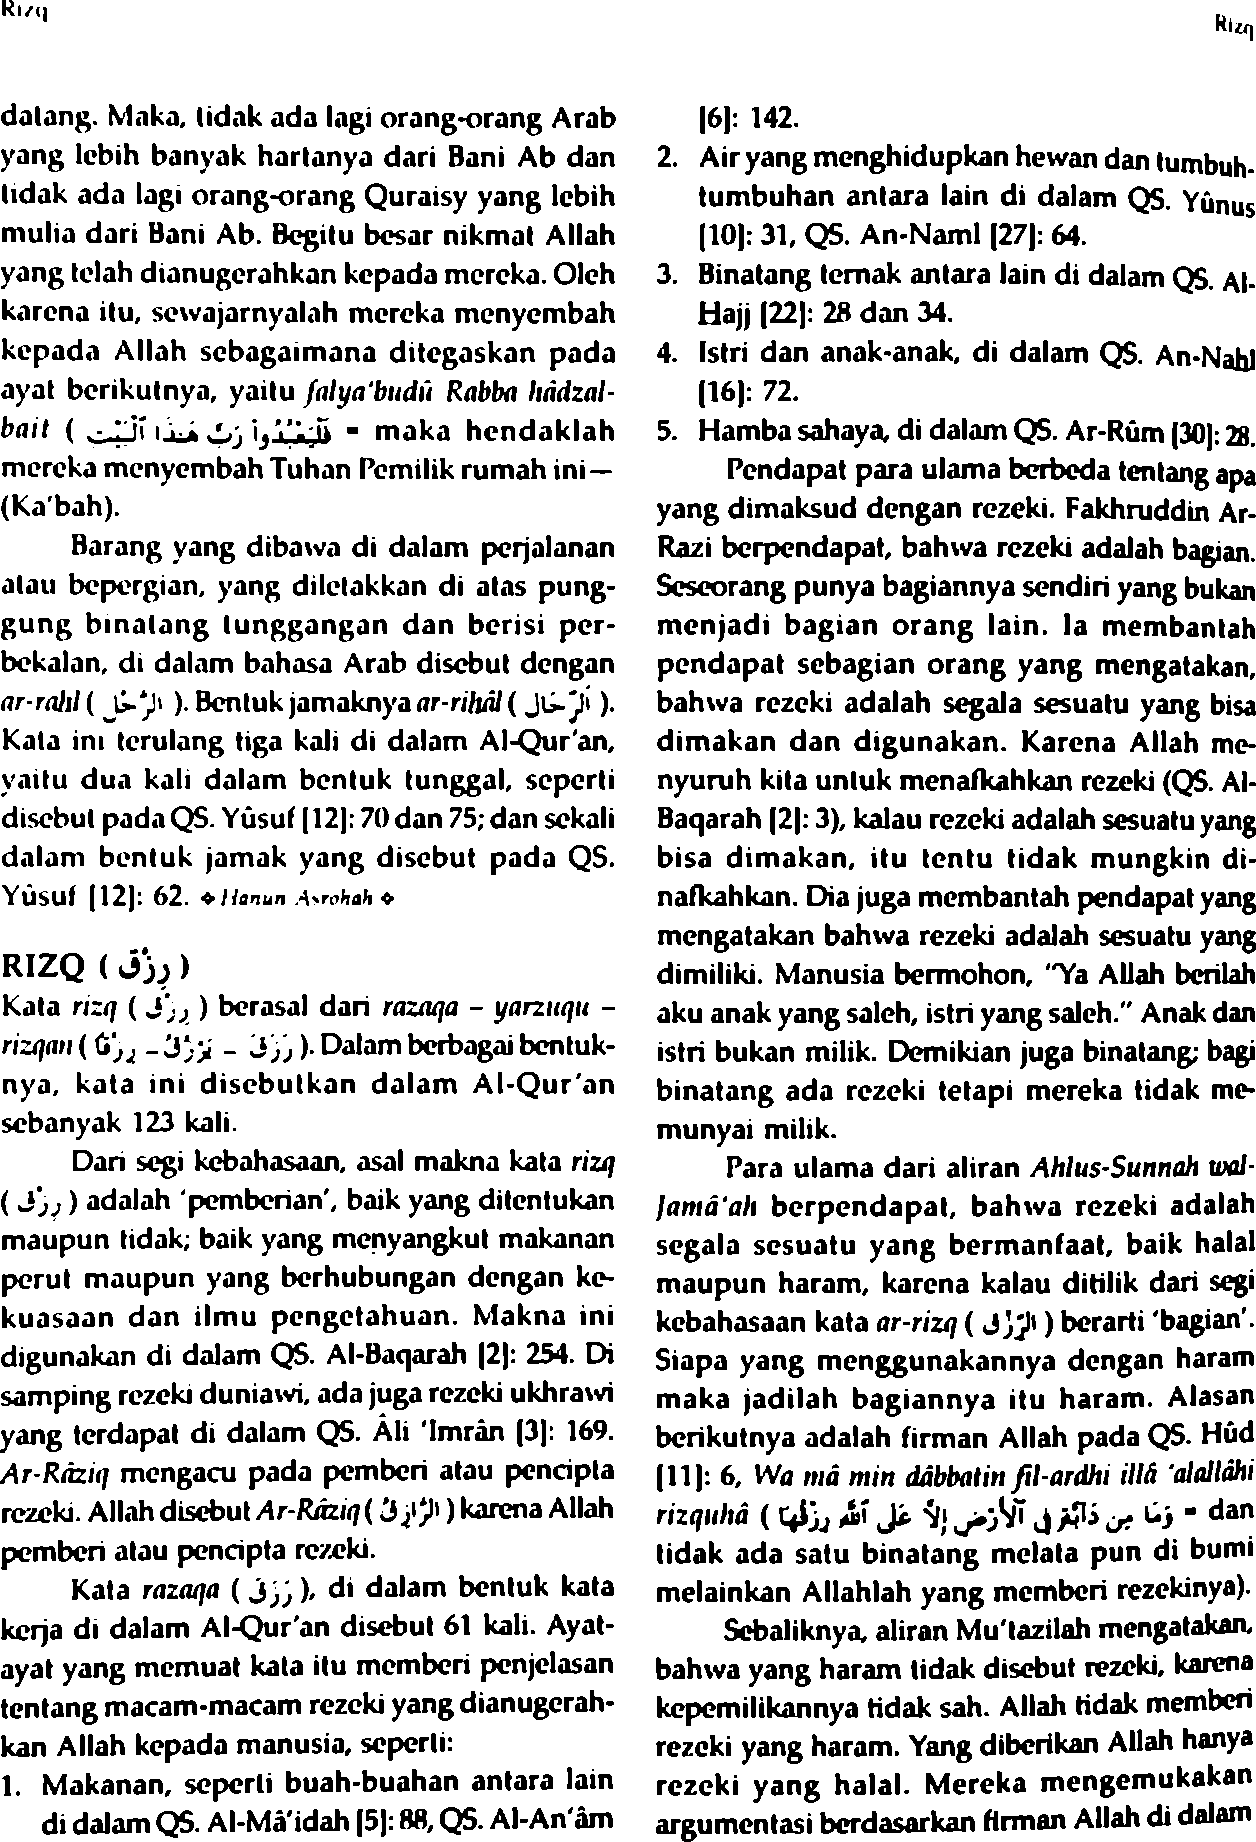 Rizq
Rizq
datang. Maka, tidak ada lagi orang-orang Arab
yang lebih banyak hartanya dari Bani Ab dan
tidak ada lagi orang-orang Quraisy yang lebih
mulia dari Bani Ab. Begitu besar nikmat Allah
yang telah dianugerahkan kepada mereka. Oleh
karena itu, sewajarnyalah mereka menyembah
kepada Allah sebagaimana ditegaskan pada
ayat berikutnya, yaitu falya'budû Rabba hâdzal-
bait ( فَلْيَعْبُدُواْ رَبَّ هَـٰذَا ٱلْبَيْتِ = maka hendaklah
mereka menyembah Tuhan Pemilik rumah ini—
(Ka'bah).
Barang yang dibawa di dalam perjalanan
atau bepergian, yang diletakkan di atas pung-
gung binatang tunggangan dan berisi per-
bekalan, di dalam bahasa Arab disebut dengan
ar-rahl ( الرَّحْل ). Bentuk jamaknya ar-rihâl ( اَلرِّحَال ).
Kata ini terulang tiga kali di dalam Al-Qur'an,
yaitu dua kali dalam bentuk tunggal, seperti
disebut pada QS. Yûsuf [12]: 70 dan 75; dan sekali
dalam bentuk jamak yang disebut pada QS.
Yûsuf [12]: 62. ❖ Hanun Asrohah ❖
RIZQ ( رِزْق )
Kata rizq ( رِزْق ) berasal dari razaqa – yarzuqu –
rizqan ( رَزَقَ – يَرْزُقُ – رِزْقًا ). Dalam berbagai bentuk-
nya, kata ini disebutkan dalam Al-Qur'an
sebanyak 123 kali.
Dari segi kebahasaan, asal makna kata rizq
( رِزْق ) adalah 'pemberian', baik yang ditentukan
maupun tidak; baik yang menyangkut makanan
perut maupun yang berhubungan dengan ke-
kuasaan dan ilmu pengetahuan. Makna ini
digunakan di dalam QS. Al-Baqarah [2]: 254. Di
samping rezeki duniawi, ada juga rezeki ukhrawi
yang terdapat di dalam QS. Âli 'Imrân [3]: 169.
Ar-Râziq mengacu pada pemberi atau pencipta
rezeki. Allah disebut Ar-Râziq ( الرَّازِقُ ) karena Allah
pemberi atau pencipta rezeki.
Kata razaqa ( رَزَقَ ), di dalam bentuk kata
kerja di dalam Al-Qur'an disebut 61 kali. Ayat-
ayat yang memuat kata itu memberi penjelasan
tentang macam-macam rezeki yang dianugerah-
kan Allah kepada manusia, seperti:
1. Makanan, seperti buah-buahan antara lain
di dalam QS. Al-Mâ'idah [5]: 88, QS. Al-An'âm
[6]: 142.
2. Air yang menghidupkan hewan dan tumbuh-
tumbuhan antara lain di dalam QS. Yûnus
[10]: 31, QS. An-Naml [27]: 64.
3. Binatang ternak antara lain di dalam QS. Al-
Hajj [22]: 28 dan 34.
4. Istri dan anak-anak, di dalam QS. An-Nahl
[16]: 72.
5. Hamba sahaya, di dalam QS. Ar-Rûm [30]: 28.
Pendapat para ulama berbeda tentang apa
yang dimaksud dengan rezeki. Fakhruddin Ar-
Razi berpendapat, bahwa rezeki adalah bagian.
Seseorang punya bagiannya sendiri yang bukan
menjadi bagian orang lain. Ia membantah
pendapat sebagian orang yang mengatakan,
bahwa rezeki adalah segala sesuatu yang bisa
dimakan dan digunakan. Karena Allah me-
nyuruh kita untuk menafkahkan rezeki (QS. Al-
Baqarah [2]: 3), kalau rezeki adalah sesuatu yang
bisa dimakan, itu tentu tidak mungkin di-
nafkahkan. Dia juga membantah pendapat yang
mengatakan bahwa rezeki adalah sesuatu yang
dimiliki. Manusia bermohon, "Ya Allah berilah
aku anak yang saleh, istri yang saleh." Anak dan
istri bukan milik. Demikian juga binatang; bagi
binatang ada rezeki tetapi mereka tidak me-
munyai milik.
Para ulama dari aliran Ahlus-Sunnah wal-
Jamâ'ah berpendapat, bahwa rezeki adalah
segala sesuatu yang bermanfaat, baik halal
maupun haram, karena kalau ditilik dari segi
kebahasaan kata ar-rizq ( الرِّزْق ) berarti 'bagian'.
Siapa yang menggunakannya dengan haram
maka jadilah bagiannya itu haram. Alasan
berikutnya adalah firman Allah pada QS. Hûd
[11]: 6, Wa mâ min dâbbatin fil-ardhi illâ 'alallâhi
rizquhâ ( وَمَا مِن دَآبَّةٍ فِى ٱلْأَرْضِ إِلاَّ عَلَى ٱللهِ رِزْقُهَا = dan
tidak ada satu binatang melata pun di bumi
melainkan Allahlah yang memberi rezekinya).
Sebaliknya, aliran Mu'tazilah mengatakan,
bahwa yang haram tidak disebut rezeki, karena
kepemilikannya tidak sah. Allah tidak memberi
rezeki yang haram. Yang diberikan Allah hanya
rezeki yang halal. Mereka mengemukakan
argumentasi berdasarkan firman Allah di dalam